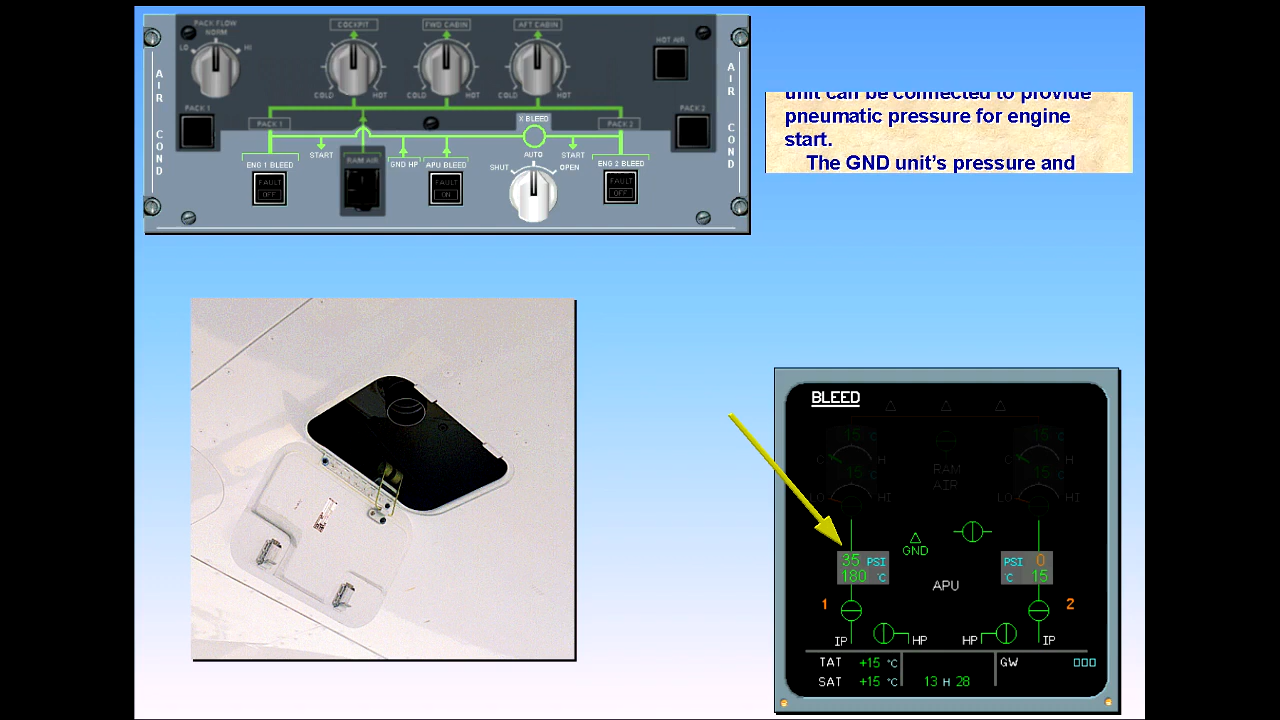 PACK FLOW
NORM
LO
HI
COCKPIT
FWD CABIN
AFT CABIN
HOT AIR
COLD HOT COLD HOT COLD HOT
AIR COND
AIR COND
PACK 1
PACK 2
PACK 1
X BLEED
PACK 2
START
RAM AIR
GND HP
APU BLEED
AUTO
START
ENG 1 BLEED
SHUT
OPEN
ENG 2 BLEED
FAULT
OFF
FAULT
ON
FAULT
OFF
unit can be connected to provide
pneumatic pressure for engine
start.
The GND unit's pressure and
BLEED
15 °C
15 °C
C H
C H
15 °C
15 °C
RAM
AIR
LO HI
LO HI
GND
35 PSI
180 °C
PSI 0
°C 15
APU
1
2
IP HP
HP IP
TAT +15 °C
GW
SAT +15 °C
13 H 28